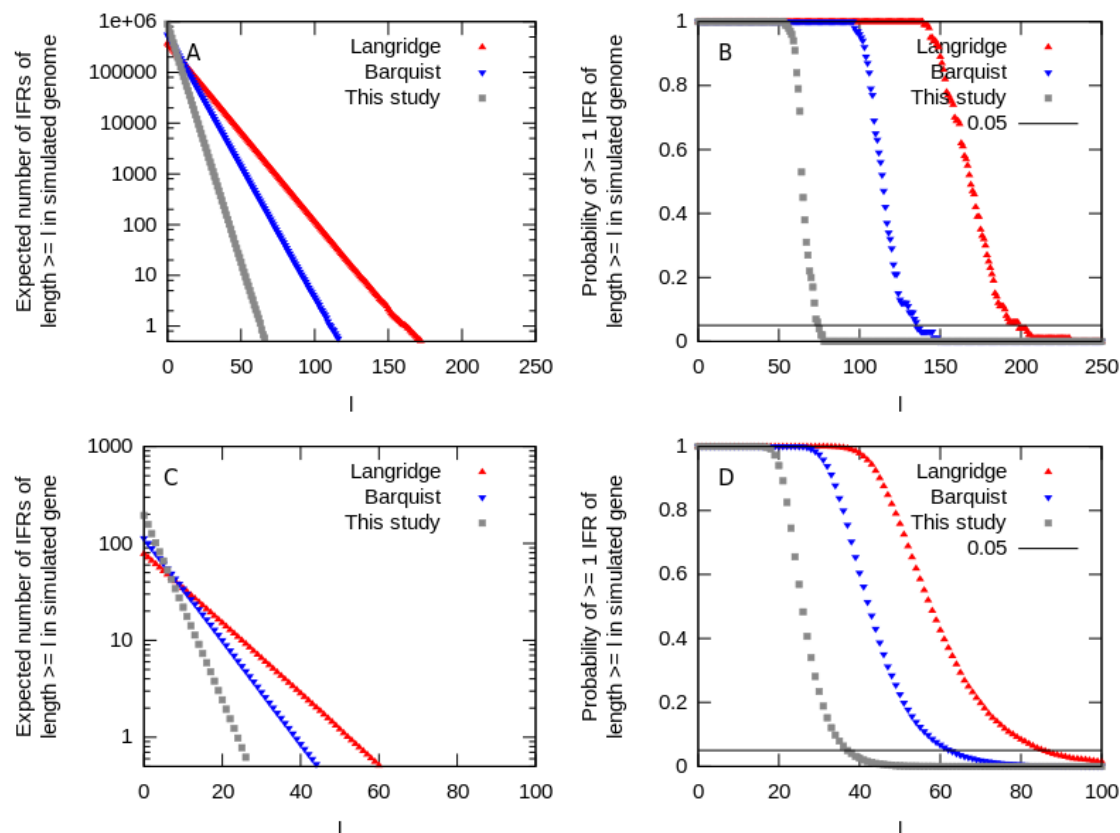 Expected number of IFRs of
length >= l in simulated genome
1e+06
100000
10000
1000
100
10
1
A
Langridge
Barquist
This study
0 50 100 150 200 250
l
Probability of >= 1 IFR of
length >= l in simulated genome
1
0.8
0.6
0.4
0.2
0
B
Langridge
Barquist
This study
0.05
0 50 100 150 200 250
l
Expected number of IFRs of
length >= l in simulated gene
1000
100
10
1
C
Langridge
Barquist
This study
0 20 40 60 80 100
l
Probability of >= 1 IFR of
length >= l in simulated gene
1
0.8
0.6
0.4
0.2
0
D
Langridge
Barquist
This study
0.05
0 20 40 60 80 100
l